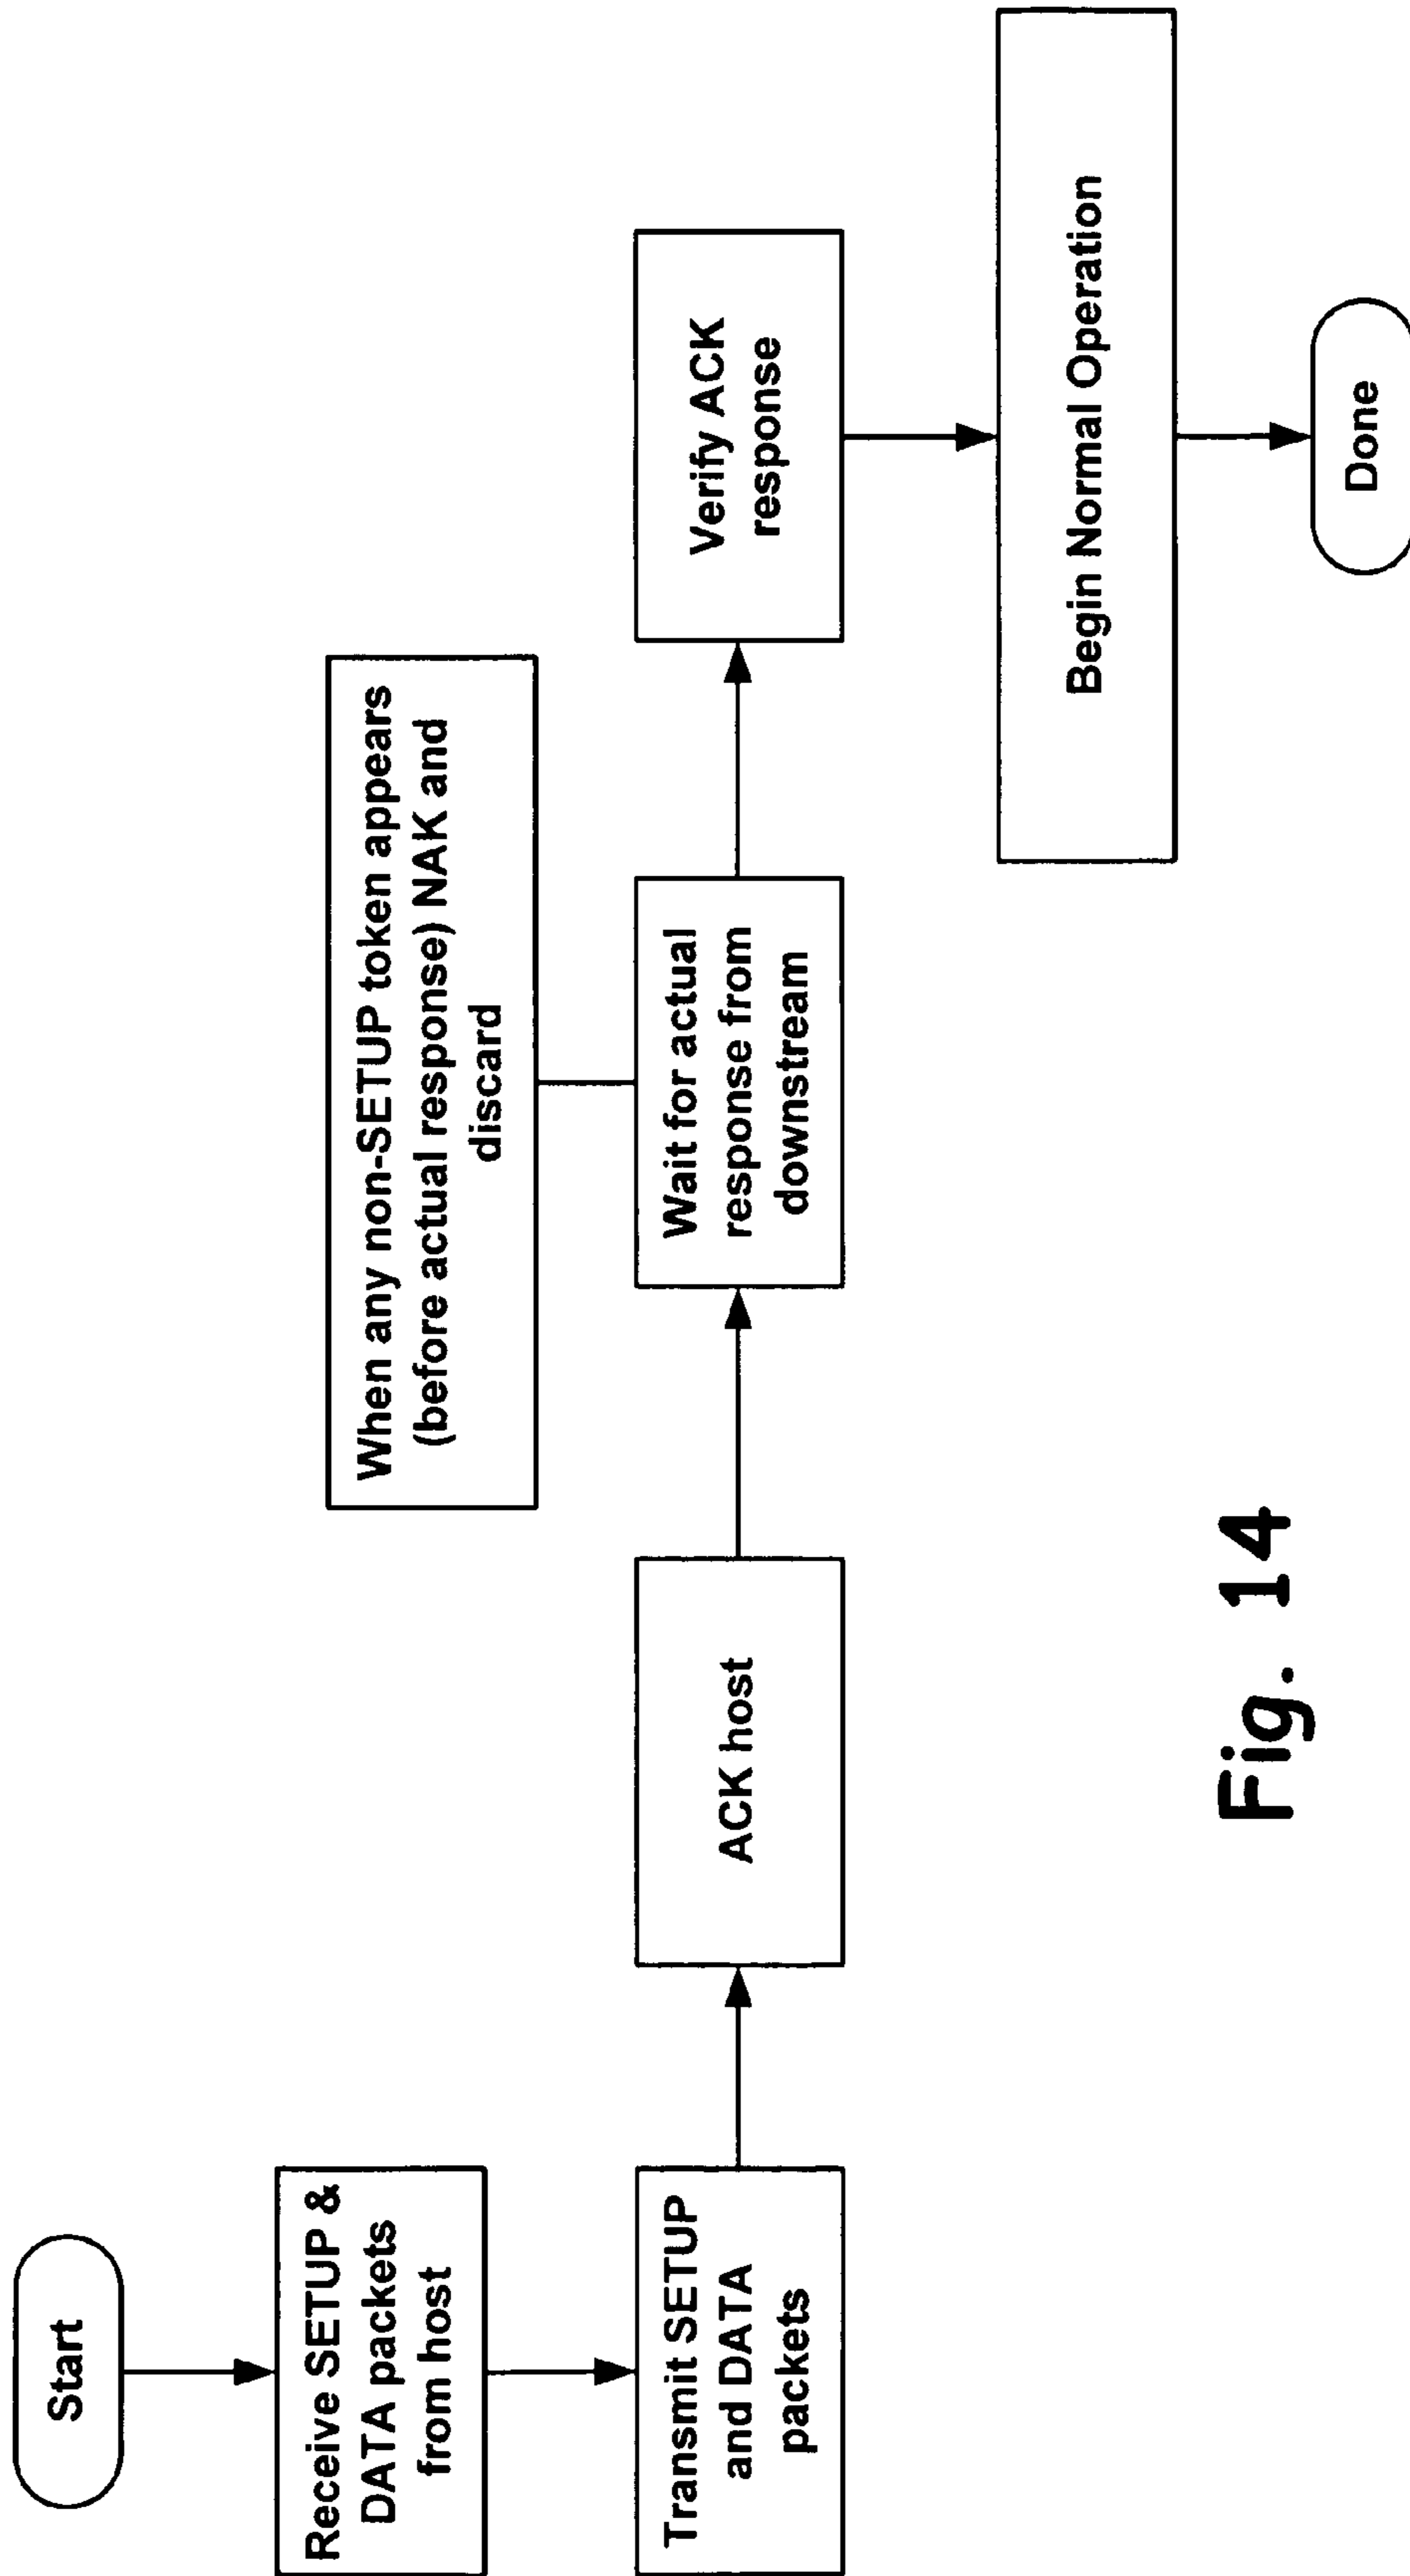 Start
Receive SETUP &
DATA packets
from host
Transmit SETUP
and DATA
packets
ACK host
When any non-SETUP token appears
(before actual response) NAK and
discard
Wait for actual
response from
downstream
Verify ACK
response
Begin Normal Operation
Done
Fig. 14